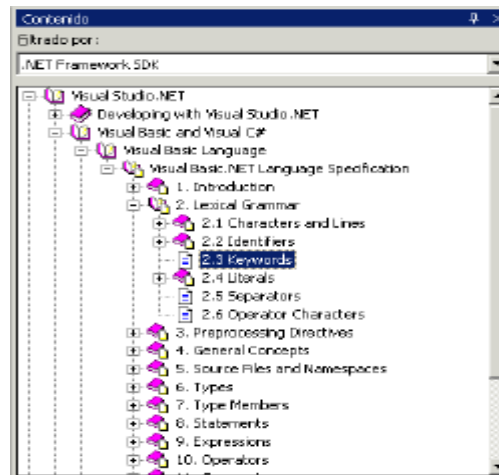 Contenido
Filtrado por:
.NET Framework SDK
Visual Studio.NET
Developing with Visual Studio.NET
Visual Basic and Visual C#
Visual Basic Language
Visual Basic.NET Language Specification
1. Introduction
2. Lexical Grammar
2.1 Characters and Lines
2.2 Identifiers
2.3 Keywords
2.4 Literals
2.5 Separators
2.6 Operator Characters
3. Preprocessing Directives
4. General Concepts
5. Source Files and Namespaces
6. Types
7. Type Members
8. Statements
9. Expressions
10. Operators